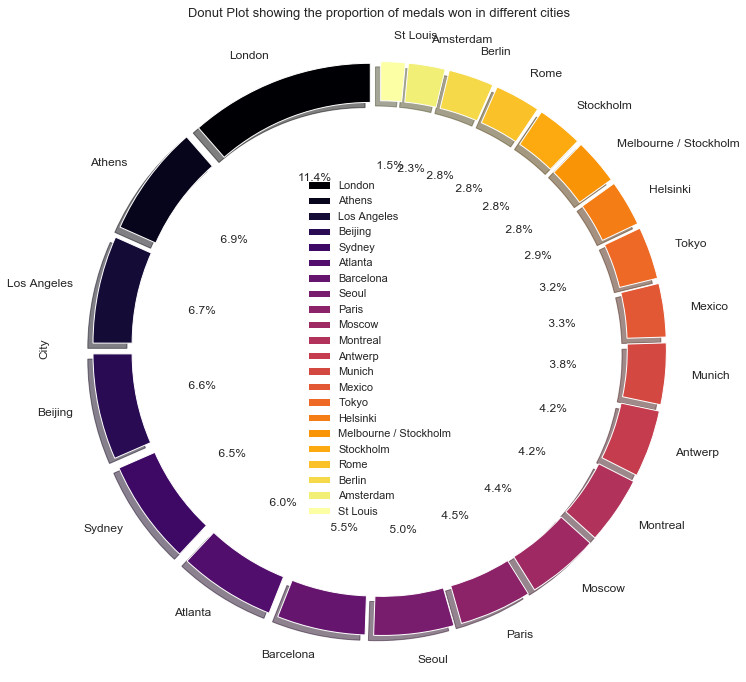 Donut Plot showing the proportion of medals won in different cities
St Louis
Amsterdam
Berlin
Rome
Stockholm
Melbourne / Stockholm
Helsinki
Tokyo
Mexico
Munich
Antwerp
Montreal
Moscow
Paris
Seoul
Barcelona
Atlanta
Sydney
Beijing
City
Los Angeles
Athens
London
11.4%
6.9%
6.7%
6.6%
6.5%
6.0%
5.5%
5.0%
4.5%
4.4%
4.2%
4.2%
3.8%
3.3%
3.2%
2.9%
2.8%
2.8%
2.8%
2.8%
2.3%
1.5%
London
Athens
Los Angeles
Beijing
Sydney
Atlanta
Barcelona
Seoul
Paris
Moscow
Montreal
Antwerp
Munich
Mexico
Tokyo
Helsinki
Melbourne / Stockholm
Stockholm
Rome
Berlin
Amsterdam
St Louis